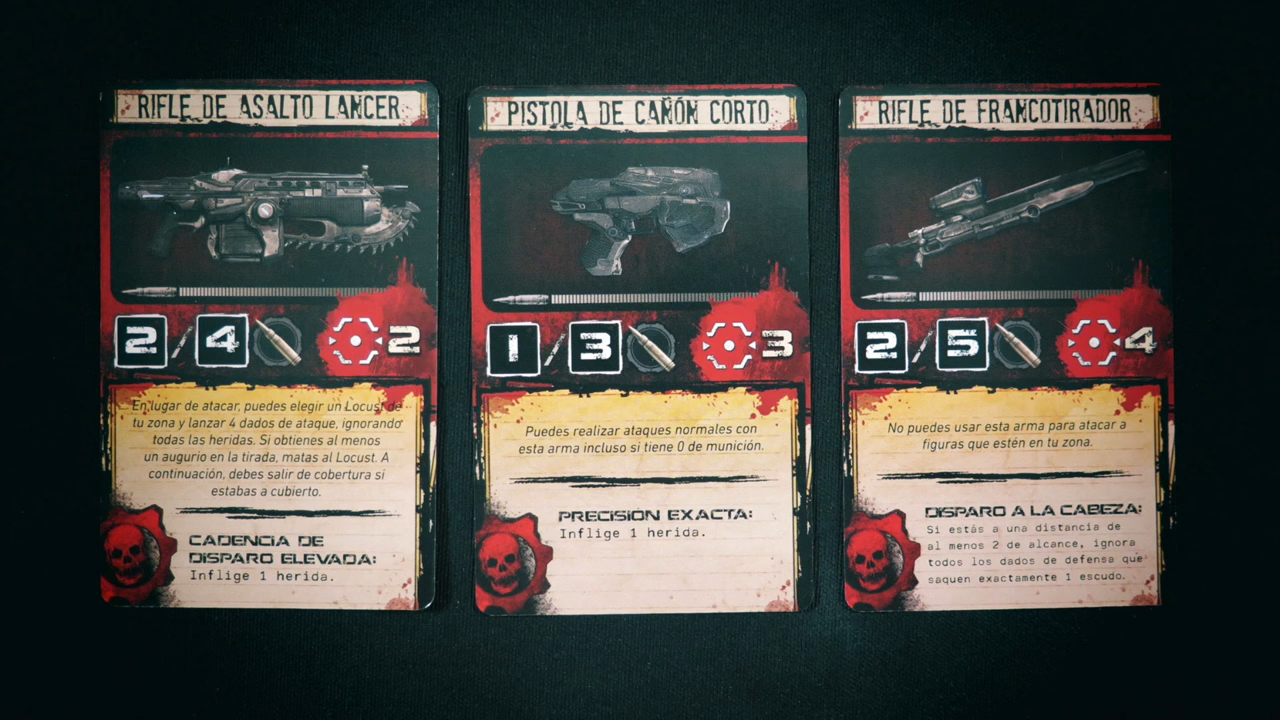 RIFLE DE ASALTO LANCER
2 / 4 2
En lugar de atacar, puedes elegir un Locust de
tu zona y lanzar 4 dados de ataque, ignorando
todas las heridas. Si obtienes al menos
un augurio en la tirada, matas al Locust. A
continuación, debes salir de cobertura si
estabas a cubierto.
CADENCIA DE
DISPARO ELEVADA:
Inflige 1 herida.
PISTOLA DE CAÑÓN CORTO
1 / 3 3
Puedes realizar ataques normales con
esta arma incluso si tiene 0 de munición.
PRECISIÓN EXACTA:
Inflige 1 herida.
RIFLE DE FRANCOTIRADOR
2 / 5 4
No puedes usar esta arma para atacar a
figuras que estén en tu zona.
DISPARO A LA CABEZA:
Si estás a una distancia de
al menos 2 de alcance, ignora
todos los dados de defensa que
saquen exactamente 1 escudo.